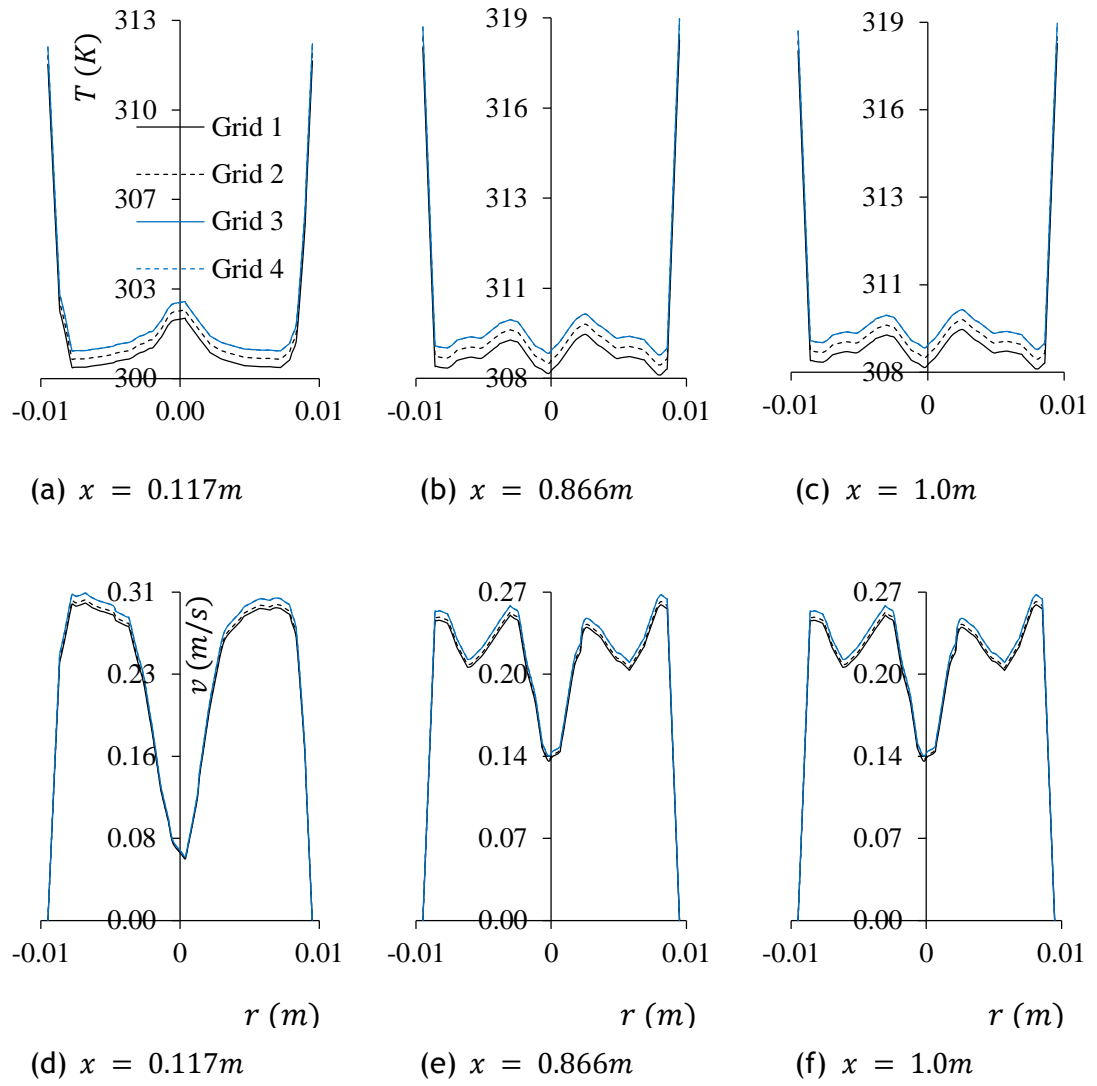 313
310
307
303
300
T (K)
Grid 1
Grid 2
Grid 3
Grid 4
-0.01 0.00 0.01
319
316
313
311
308
-0.01 0 0.01
319
316
313
311
308
-0.01 0 0.01
(a) x = 0.117m
(b) x = 0.866m
(c) x = 1.0m
0.31
0.23
0.16
0.08
0.00
v (m/s)
-0.01 0 0.01
r (m)
0.27
0.20
0.14
0.07
0.00
-0.01 0 0.01
r (m)
0.27
0.20
0.14
0.07
0.00
-0.01 0 0.01
r (m)
(d) x = 0.117m
(e) x = 0.866m
(f) x = 1.0m